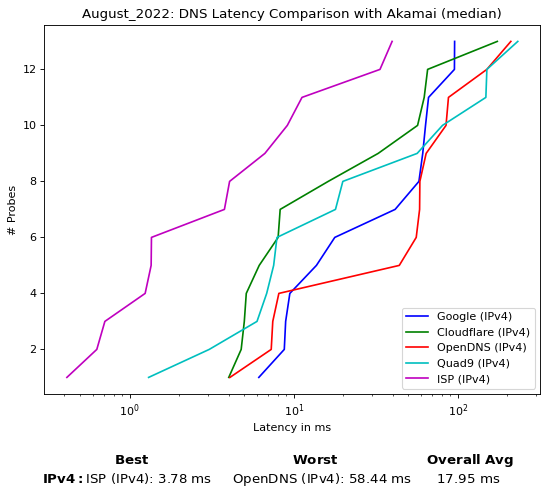 August_2022: DNS Latency Comparison with Akamai (median)
# Probes
12
10
8
6
4
2
Google (IPv4)
Cloudflare (IPv4)
OpenDNS (IPv4)
Quad9 (IPv4)
ISP (IPv4)
10⁰ 10¹ 10²
Latency in ms
Best Worst Overall Avg
IPv4: ISP (IPv4): 3.78 ms OpenDNS (IPv4): 58.44 ms 17.95 ms